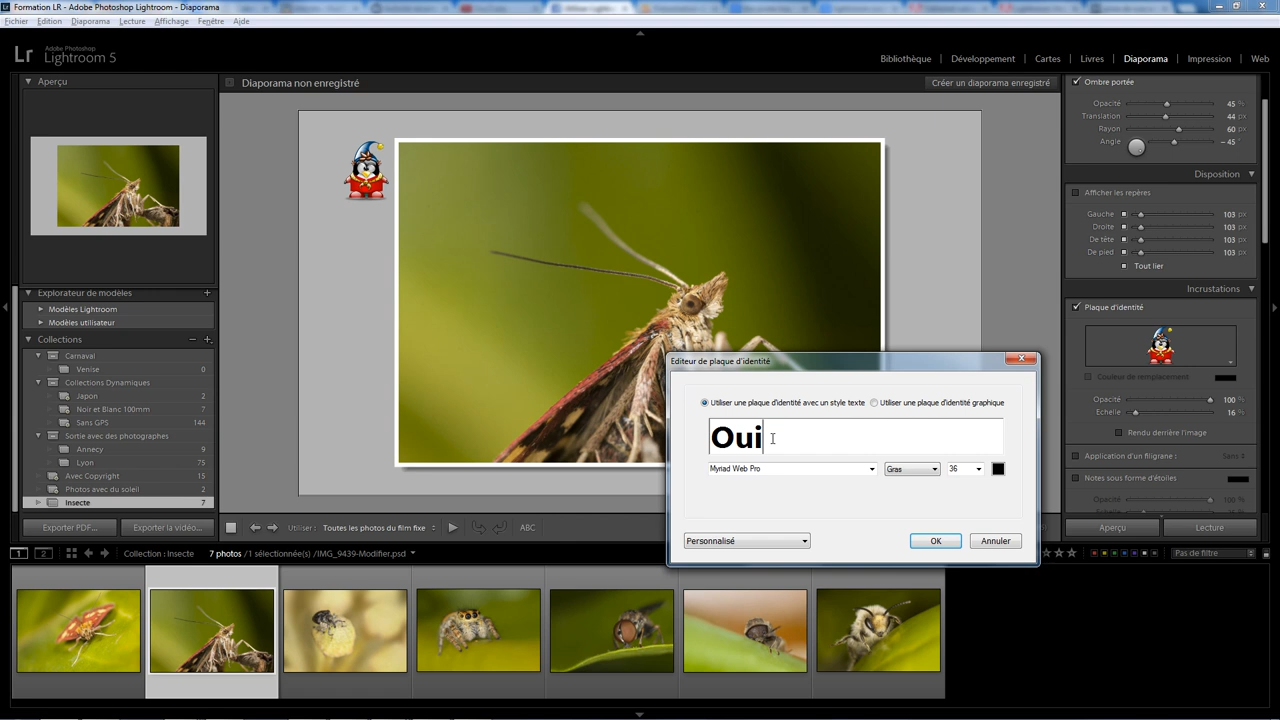 Formation LR - Adobe Photoshop Lightroom - Diaporama
Fichier Edition Diaporama Lecture Affichage Fenêtre Aide
Lr Adobe Photoshop
Lightroom 5
Bibliothèque Développement Cartes Livres Diaporama Impression Web
Aperçu
Diaporama non enregistré Créer un diaporama enregistré
Ombre portée
Opacité 45 %
Translation 44 px
Rayon 60 px
Angle - 45 °
Disposition
Afficher les repères
Gauche 103 px
Droite 103 px
De tête 103 px
De pied 103 px
Tout lier
Incrustations
Plaque d'identité
Couleur de remplacement
Opacité 100 %
Echelle 16 %
Rendu derrière l'image
Application d'un filigrane : Sans
Notes sous forme d'étoiles
Opacité 100 %
Aperçu Lecture
Explorateur de modèles
Modèles Lightroom
Modèles utilisateur
Collections
Carnaval
Venise 0
Collections Dynamiques
Japon 2
Noir et Blanc 100mm 7
Sans GPS 144
Sortie avec des photographes
Annecy 9
Lyon 75
Avec Copyright 15
Photos avec du soleil 2
Insecte 7
Exporter PDF... Exporter la vidéo...
Utiliser : Toutes les photos du film fixe ABC
Editeur de plaque d'identité
Utiliser une plaque d'identité avec un style texte Utiliser une plaque d'identité graphique
Oui
Myriad Web Pro Gras 36
Personnalisé OK Annuler
1 2 Collection : Insecte 7 photos /1 sélectionnée(s) /IMG_9439-Modifier.psd Pas de filtre